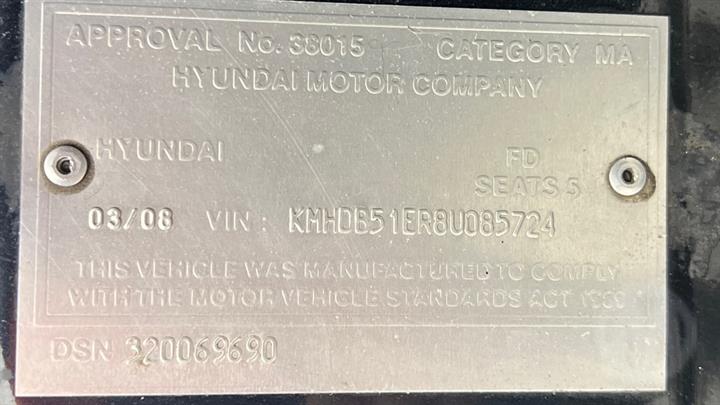 APPROVAL No. 38015 CATEGORY MA
HYUNDAI MOTOR COMPANY
HYUNDAI FD
SEATS 5
03/08 VIN: KMHDB51ER8U085724
THIS VEHICLE WAS MANUFACTURED TO COMPLY
WITH THE MOTOR VEHICLE STANDARDS ACT 1989
DSN 320069690